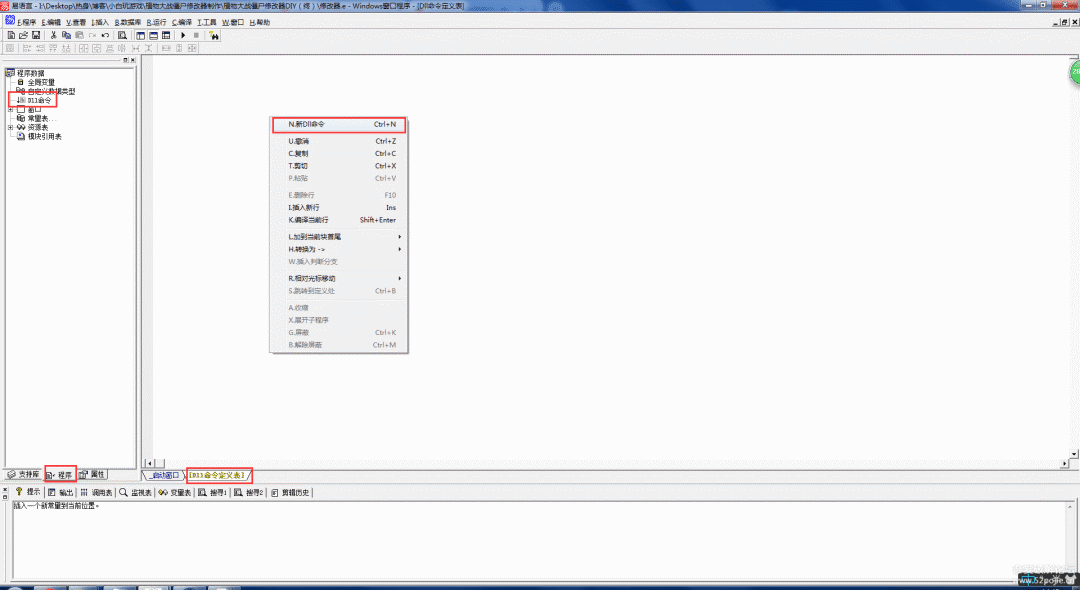 易语言 - I:\Desktop\热身\博客\小白玩游戏\植物大战僵尸修改器制作\植物大战僵尸修改器DIY(终)\修改器.e - Windows窗口程序 - [Dll命令定义表]
F.程序 E.编辑 V.查看 I.插入 B.数据库 R.运行 C.编译 T.工具 W.窗口 H.帮助
程序数据
全局变量
自定义数据类型
Dll命令
窗口
常量表...
资源表
模块引用表
N.新Dll命令 Ctrl+N
U.撤消 Ctrl+Z
C.复制 Ctrl+C
T.剪切 Ctrl+X
P.粘贴 Ctrl+V
E.删除行 F10
I.插入新行 Ins
K.编译当前行 Shift+Enter
L.加到当前块首尾
H.转换为 ->
W.插入判断分支
R.相对光标移动
S.跳转到定义处 Ctrl+B
A.收缩
X.展开子程序
G.屏蔽 Ctrl+K
B.解除屏蔽 Ctrl+M
支持库 程序 属性
_启动窗口 [Dll命令定义表]
提示 输出 调用表 监视表 变量表 搜寻1 搜寻2 剪辑历史
插入一个新常量到当前位置。
www.52pojie.cn